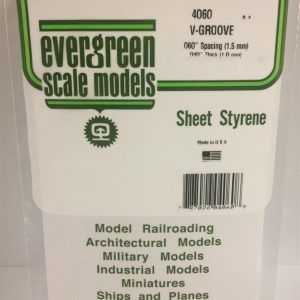 4060
V-GROOVE
.060" Spacing (1.5 mm)
.040" Thick (1.0 mm)
evergreen
scale models
Sheet Styrene
Made in U S A
Model Railroading
Architectural Models
Military Models
Industrial Models
Miniatures
Ships and Planes